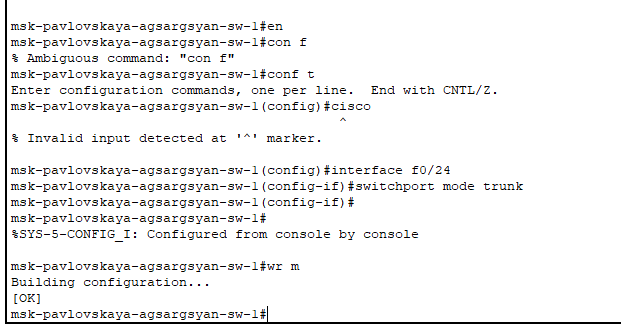 msk-pavlovskaya-agsargsyan-sw-1#en
msk-pavlovskaya-agsargsyan-sw-1#con f
% Ambiguous command: "con f"
msk-pavlovskaya-agsargsyan-sw-1#conf t
Enter configuration commands, one per line.  End with CNTL/Z.
msk-pavlovskaya-agsargsyan-sw-1(config)#cisco
                                        ^
% Invalid input detected at '^' marker.
msk-pavlovskaya-agsargsyan-sw-1(config)#interface f0/24
msk-pavlovskaya-agsargsyan-sw-1(config-if)#switchport mode trunk
msk-pavlovskaya-agsargsyan-sw-1(config-if)#
msk-pavlovskaya-agsargsyan-sw-1#
%SYS-5-CONFIG_I: Configured from console by console
msk-pavlovskaya-agsargsyan-sw-1#wr m
Building configuration...
[OK]
msk-pavlovskaya-agsargsyan-sw-1#